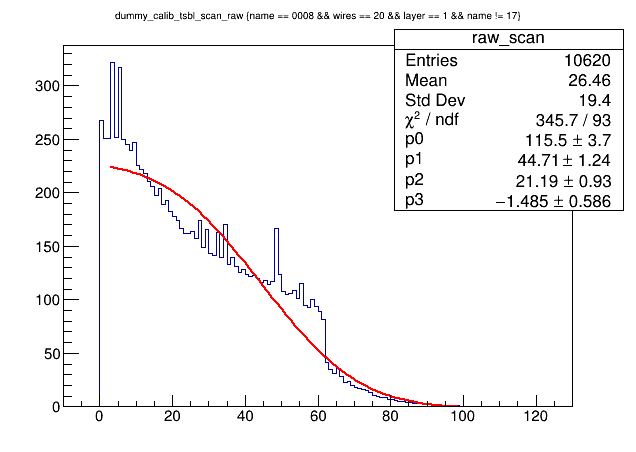 dummy_calib_tsbl_scan_raw {name == 0008 && wires == 20 && layer == 1 && name != 17}
raw_scan
Entries 10620
Mean 26.46
Std Dev 19.4
χ² / ndf 345.7 / 93
p0 115.5 ± 3.7
p1 44.71 ± 1.24
p2 21.19 ± 0.93
p3 −1.485 ± 0.586
300
250
200
150
100
50
0
0 20 40 60 80 100 120